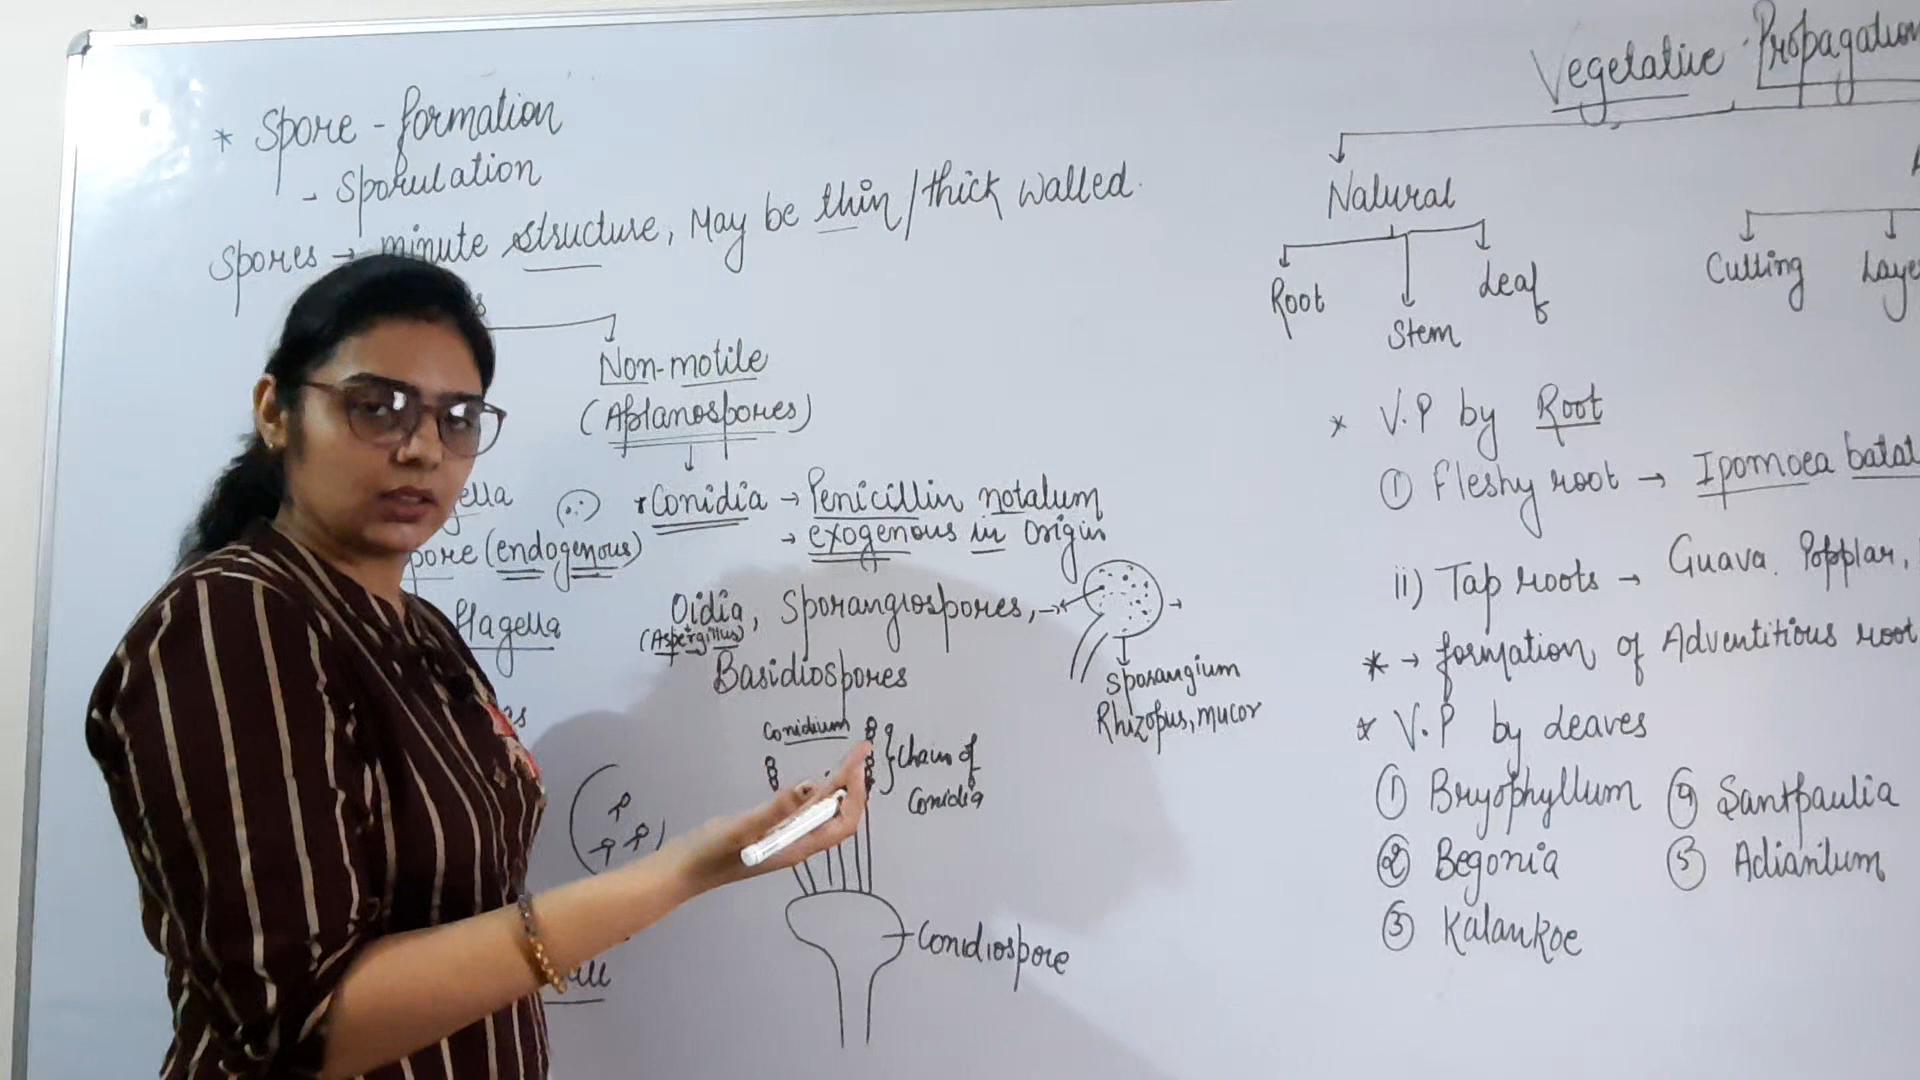 * Spore - formation
- Sporulation
Spores → minute structure, May be thin/thick walled.
Non-motile
(Aplanospores)
*Conidia → Penicillin notatum
→ exogenous in origin
(endogenous)
flagella
Oidia, Sporangiospores,
(Aspergillus)
Basidiospores
Sporangium
Rhizopus, mucor
Conidium
Chain of
Conidia
Conidiospore
Vegetative Propagation
Natural
Root
Stem
Leaf
Cutting
* V.P by Root
① Fleshy root → Ipomoea batat
ii) Tap roots → Guava. Popplar,
* → formation of Adventitious root
* V.P by Leaves
① Bryophyllum ④ Santpaulia
② Begonia ⑤ Adiantum
③ Kalankoe